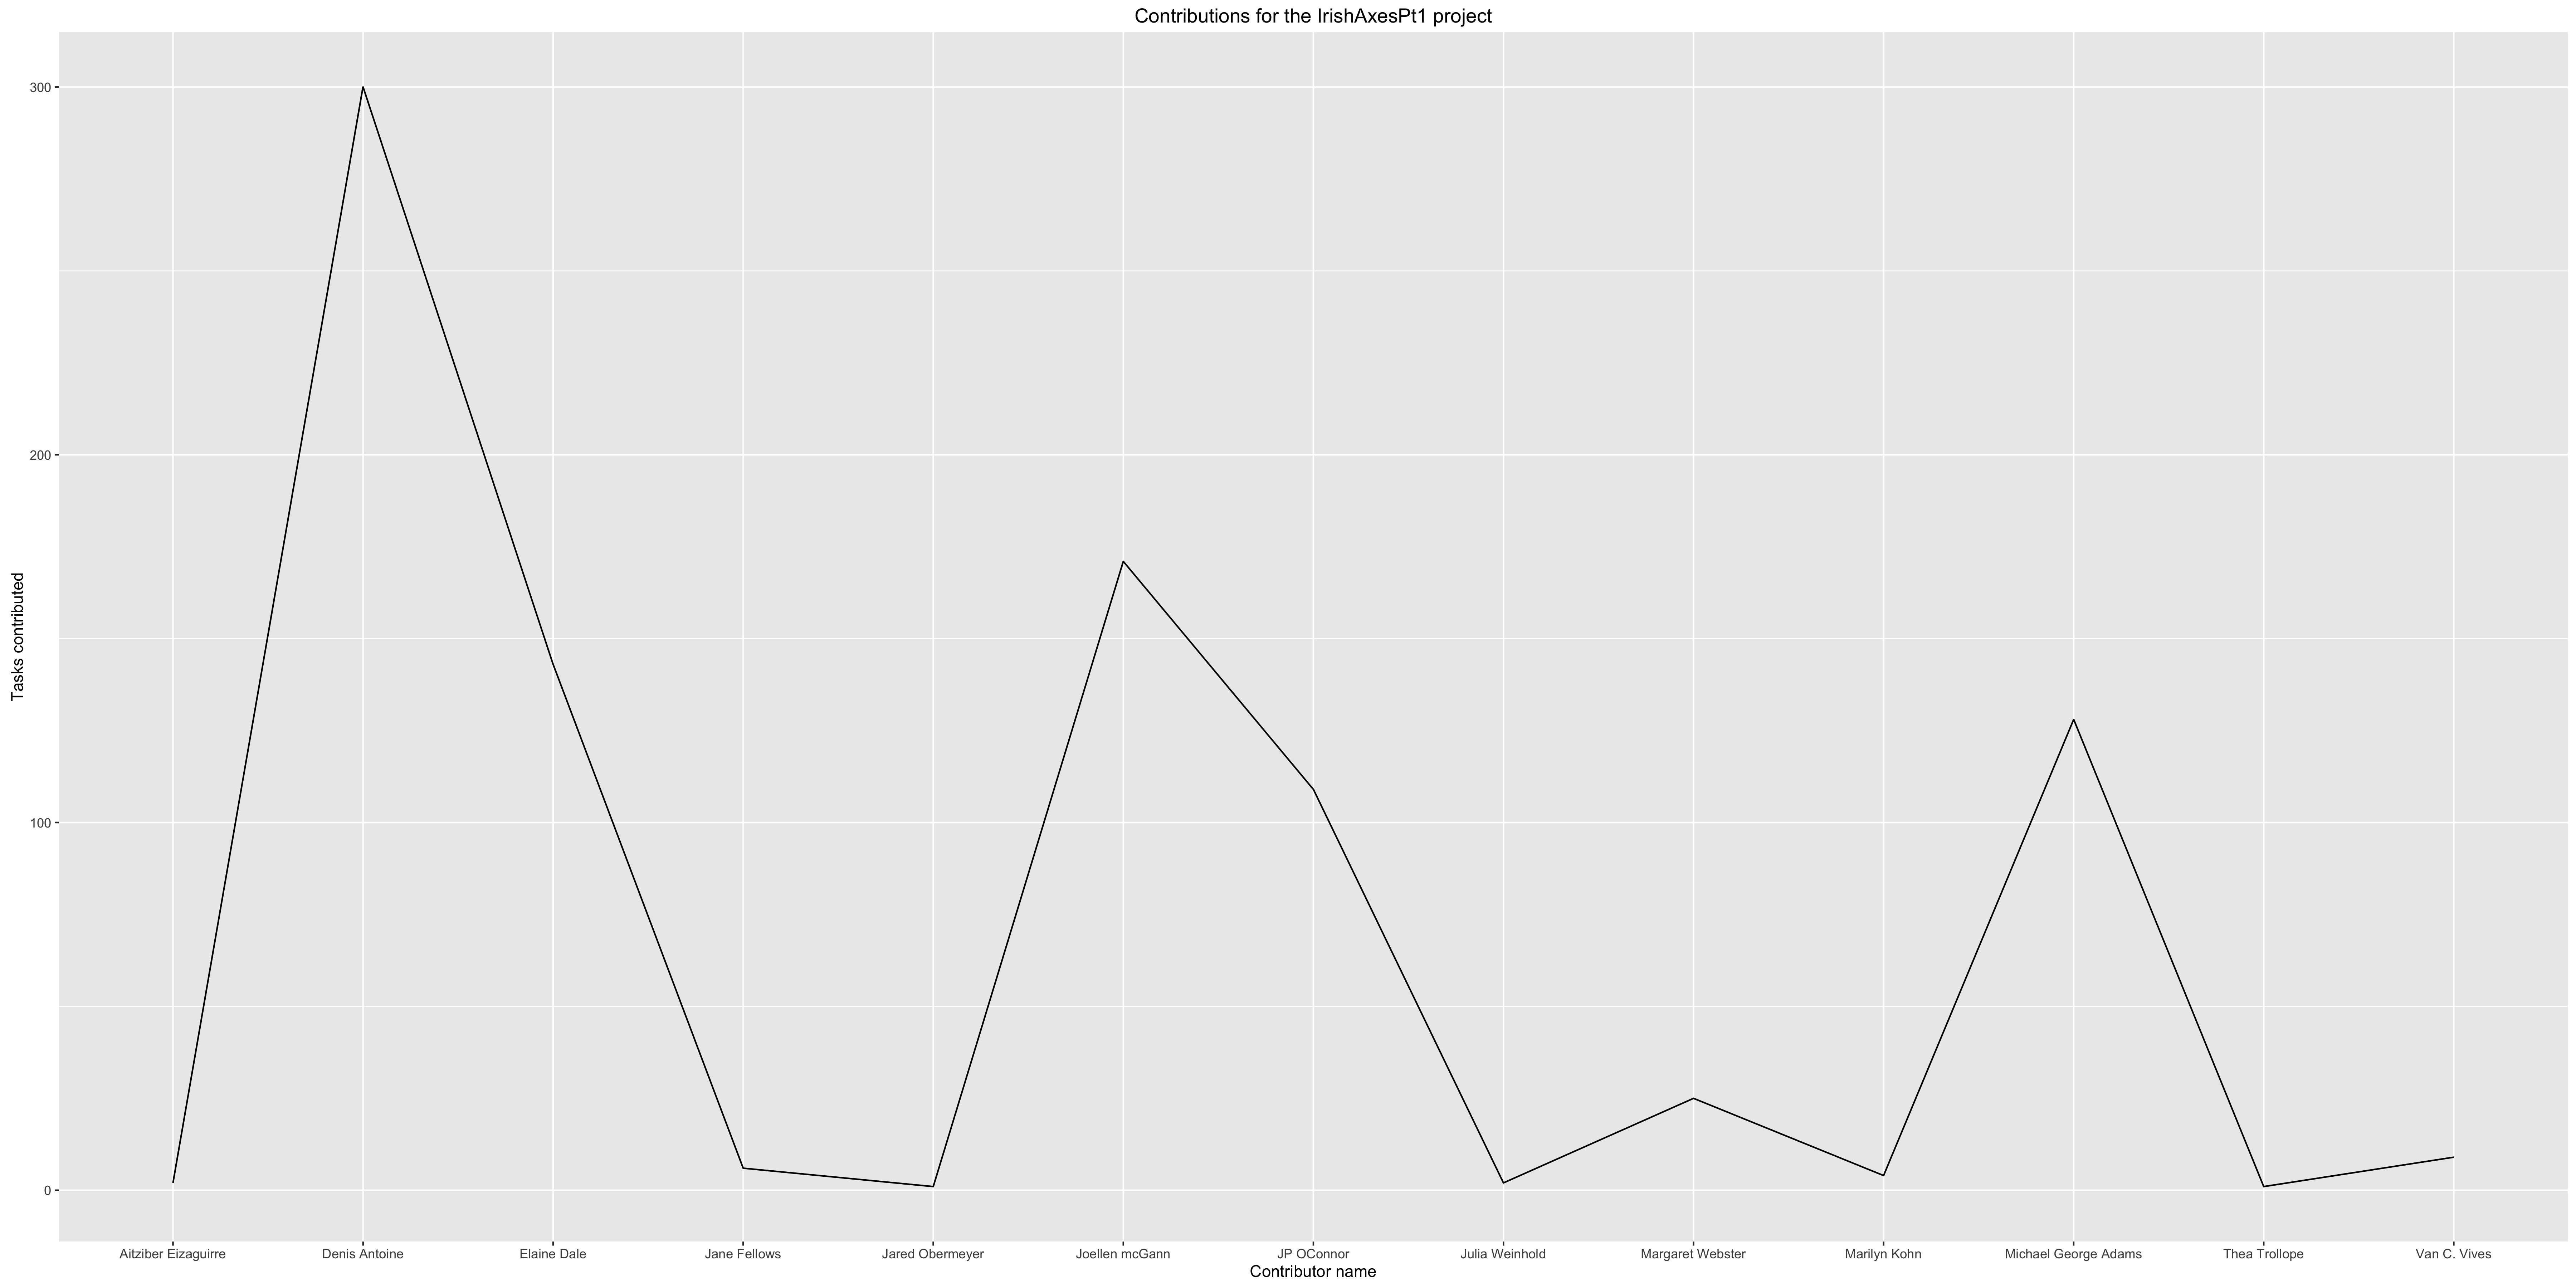 Contributions for the IrishAxesPt1 project
Tasks contributed
300
200
100
0
Aitziber Eizaguirre Denis Antoine Elaine Dale Jane Fellows Jared Obermeyer Joellen mcGann JP OConnor Julia Weinhold Margaret Webster Marilyn Kohn Michael George Adams Thea Trollope Van C. Vives
Contributor name